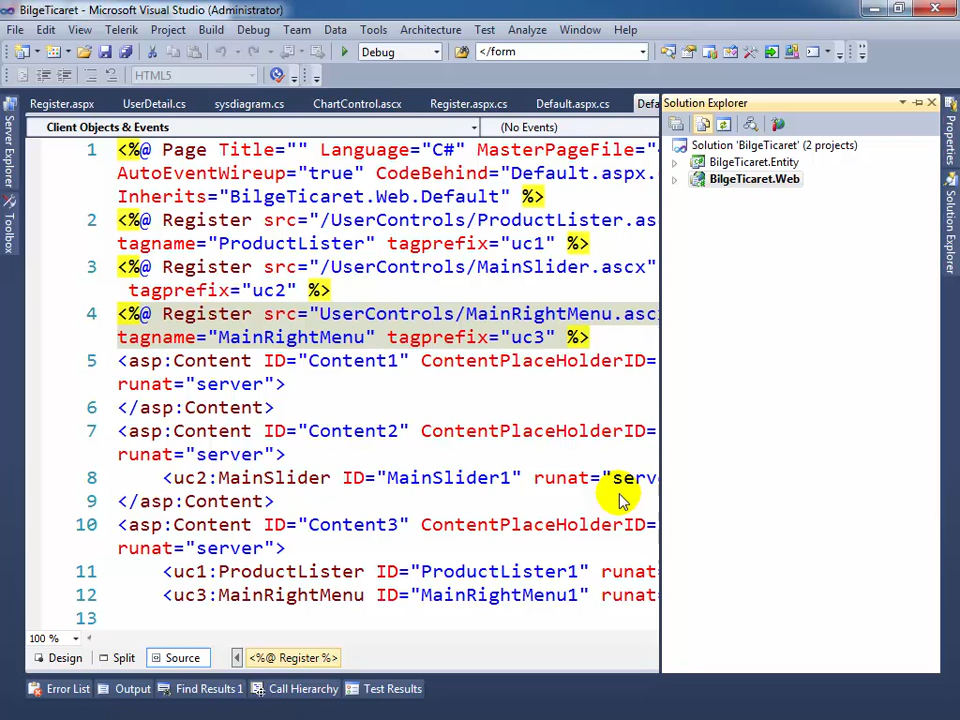 BilgeTicaret - Microsoft Visual Studio (Administrator)
File Edit View Telerik Project Build Debug Team Data Tools Architecture Test Analyze Window Help
Debug </form
HTML5
Register.aspx UserDetail.cs sysdiagram.cs ChartControl.ascx Register.aspx.cs Default.aspx.cs Defa
Solution Explorer
Client Objects & Events (No Events)
Solution 'BilgeTicaret' (2 projects)
BilgeTicaret.Entity
BilgeTicaret.Web
Server Explorer
Toolbox
Properties
Solution Explorer
1 <%@ Page Title="" Language="C#" MasterPageFile="
AutoEventWireup="true" CodeBehind="Default.aspx.
Inherits="BilgeTicaret.Web.Default" %>
2 <%@ Register src="/UserControls/ProductLister.as
tagname="ProductLister" tagprefix="uc1" %>
3 <%@ Register src="/UserControls/MainSlider.ascx"
tagprefix="uc2" %>
4 <%@ Register src="UserControls/MainRightMenu.asc
tagname="MainRightMenu" tagprefix="uc3" %>
5 <asp:Content ID="Content1" ContentPlaceHolderID=
runat="server">
6 </asp:Content>
7 <asp:Content ID="Content2" ContentPlaceHolderID=
runat="server">
8 <uc2:MainSlider ID="MainSlider1" runat="serv
9 </asp:Content>
10 <asp:Content ID="Content3" ContentPlaceHolderID=
runat="server">
11 <uc1:ProductLister ID="ProductLister1" runat=
12 <uc3:MainRightMenu ID="MainRightMenu1" runat=
13
100 %
Design Split Source <%@ Register %>
Error List Output Find Results 1 Call Hierarchy Test Results